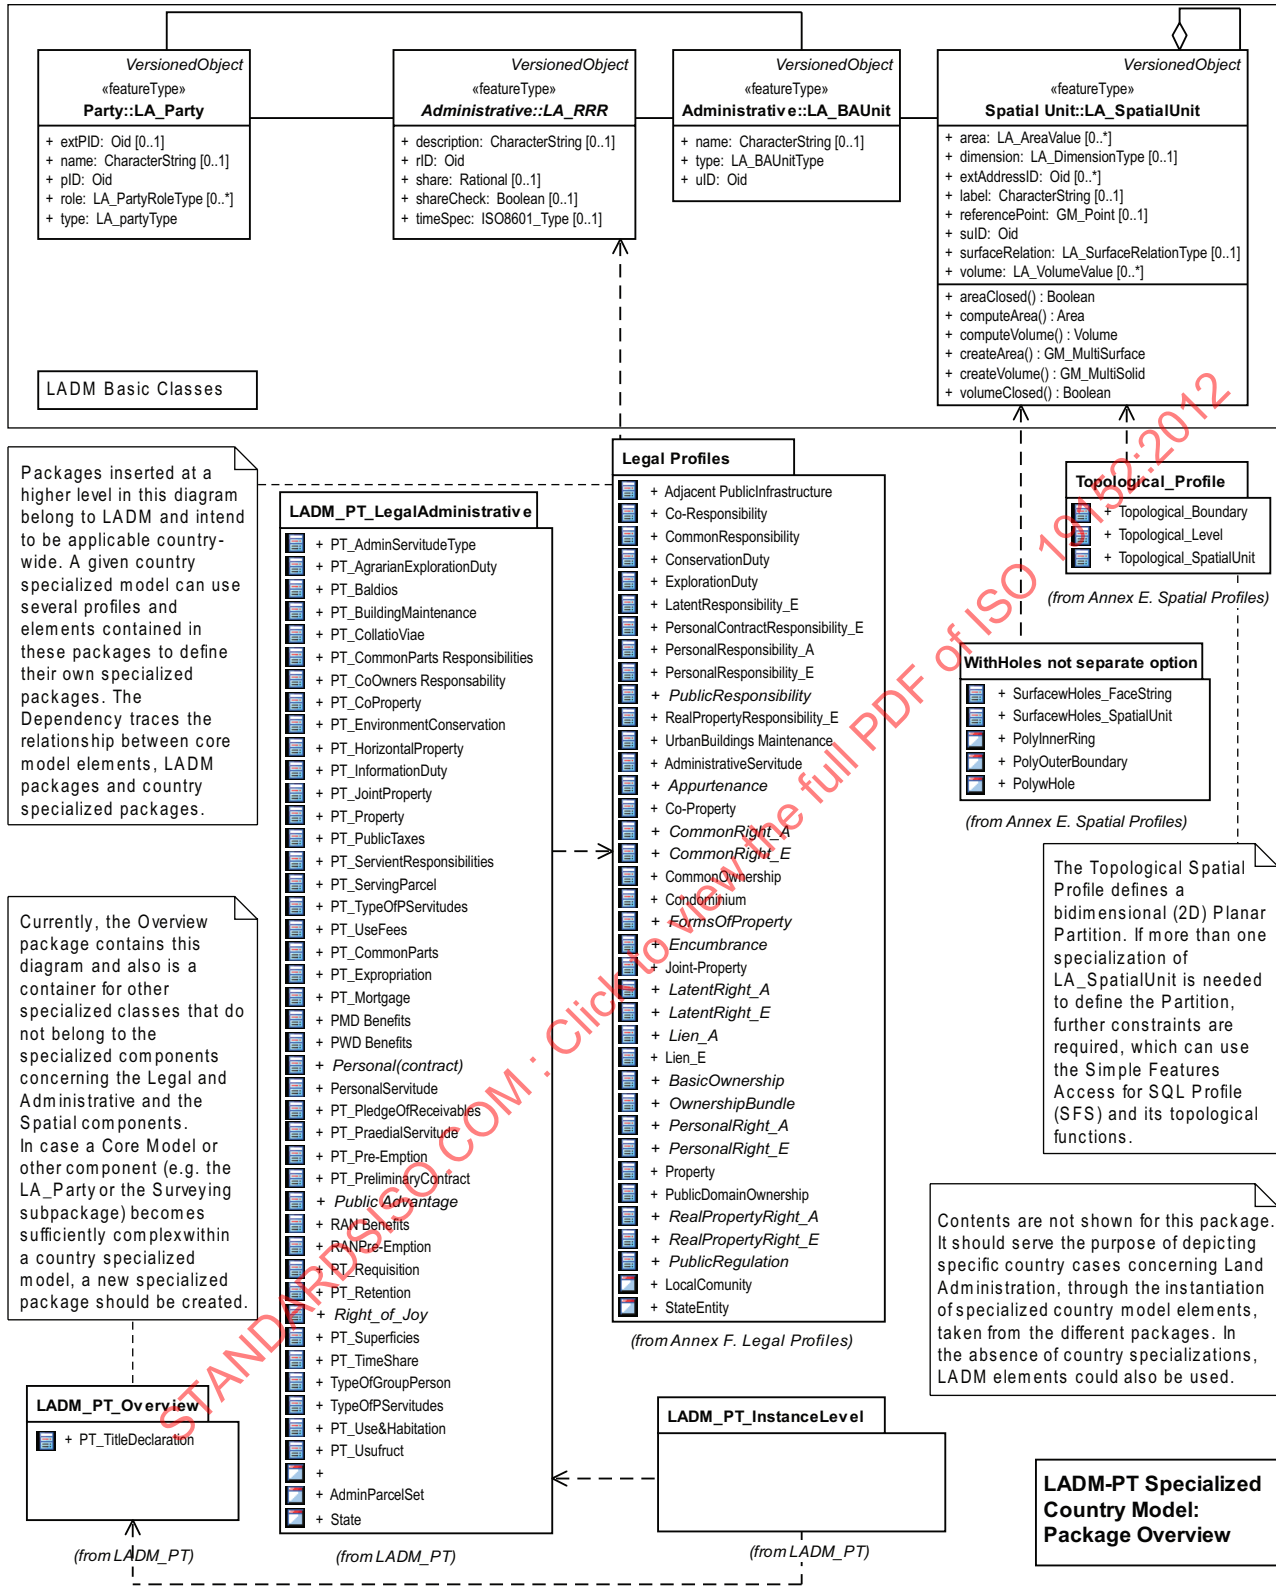 VersionedObject
«featureType»
Party::LA_Party
+ extPID: Oid [0..1]
+ name: CharacterString [0..1]
+ pID: Oid
+ role: LA_PartyRoleType [0..*]
+ type: LA_partyType
VersionedObject
«featureType»
Administrative::LA_RRR
+ description: CharacterString [0..1]
+ rID: Oid
+ share: Rational [0..1]
+ shareCheck: Boolean [0..1]
+ timeSpec: ISO8601_Type [0..1]
VersionedObject
«featureType»
Administrative::LA_BAUnit
+ name: CharacterString [0..1]
+ type: LA_BAUnitType
+ uID: Oid
VersionedObject
«featureType»
Spatial Unit::LA_SpatialUnit
+ area: LA_AreaValue [0..*]
+ dimension: LA_DimensionType [0..1]
+ extAddressID: Oid [0..*]
+ label: CharacterString [0..1]
+ referencePoint: GM_Point [0..1]
+ suID: Oid
+ surfaceRelation: LA_SurfaceRelationType [0..1]
+ volume: LA_VolumeValue [0..*]
+ areaClosed() : Boolean
+ computeArea() : Area
+ computeVolume() : Volume
+ createArea() : GM_MultiSurface
+ createVolume() : GM_MultiSolid
+ volumeClosed() : Boolean
LADM Basic Classes
Packages inserted at a
higher level in this diagram
belong to LADM and intend
to be applicable country-
wide. A given country
specialized model can use
several profiles and
elements contained in
these packages to define
their own specialized
packages. The
Dependency traces the
relationship between core
model elements, LADM
packages and country
specialized packages.
Currently, the Overview
package contains this
diagram and also is a
container for other
specialized classes that do
not belong to the
specialized components
concerning the Legal and
Administrative and the
Spatial components.
In case a Core Model or
other component (e.g. the
LA_Party or the Surveying
subpackage) becomes
sufficiently complexwithin
a country specialized
model, a new specialized
package should be created.
LADM_PT_Overview
+ PT_TitleDeclaration
(from LADM_PT)
LADM_PT_LegalAdministrative
+ PT_AdminServitudeType
+ PT_AgrarianExplorationDuty
+ PT_Baldios
+ PT_BuildingMaintenance
+ PT_CollatioViae
+ PT_CommonParts Responsibilities
+ PT_CoOwners Responsability
+ PT_CoProperty
+ PT_EnvironmentConservation
+ PT_HorizontalProperty
+ PT_InformationDuty
+ PT_JointProperty
+ PT_Property
+ PT_PublicTaxes
+ PT_ServientResponsibilities
+ PT_ServingParcel
+ PT_TypeOfPServitudes
+ PT_UseFees
+ PT_CommonParts
+ PT_Expropriation
+ PT_Mortgage
+ PMD Benefits
+ PWD Benefits
+ Personal(contract)
+ PersonalServitude
+ PT_PledgeOfReceivables
+ PT_PraedialServitude
+ PT_Pre-Emption
+ PT_PreliminaryContract
+ Public Advantage
+ RAN Benefits
+ RANPre-Emption
+ PT_Requisition
+ PT_Retention
+ Right_of_Joy
+ PT_Superficies
+ PT_TimeShare
+ TypeOfGroupPerson
+ TypeOfPServitudes
+ PT_Use&Habitation
+ PT_Usufruct
+
+ AdminParcelSet
+ State
(from LADM_PT)
Legal Profiles
+ Adjacent PublicInfrastructure
+ Co-Responsibility
+ CommonResponsibility
+ ConservationDuty
+ ExplorationDuty
+ LatentResponsibility_E
+ PersonalContractResponsibility_E
+ PersonalResponsibility_A
+ PersonalResponsibility_E
+ PublicResponsibility
+ RealPropertyResponsibility_E
+ UrbanBuildings Maintenance
+ AdministrativeServitude
+ Appurtenance
+ Co-Property
+ CommonRight_A
+ CommonRight_E
+ CommonOwnership
+ Condominium
+ FormsOfProperty
+ Encumbrance
+ Joint-Property
+ LatentRight_A
+ LatentRight_E
+ Lien_A
+ Lien_E
+ BasicOwnership
+ OwnershipBundle
+ PersonalRight_A
+ PersonalRight_E
+ Property
+ PublicDomainOwnership
+ RealPropertyRight_A
+ RealPropertyRight_E
+ PublicRegulation
+ LocalComunity
+ StateEntity
(from Annex F. Legal Profiles)
Topological_Profile
+ Topological_Boundary
+ Topological_Level
+ Topological_SpatialUnit
(from Annex E. Spatial Profiles)
WithHoles not separate option
+ SurfacewHoles_FaceString
+ SurfacewHoles_SpatialUnit
+ PolyInnerRing
+ PolyOuterBoundary
+ PolywHole
(from Annex E. Spatial Profiles)
The Topological Spatial
Profile defines a
bidimensional (2D) Planar
Partition. If more than one
specialization of
LA_SpatialUnit is needed
to define the Partition,
further constraints are
required, which can use
the Simple Features
Access for SQL Profile
(SFS) and its topological
functions.
Contents are not shown for this package.
It should serve the purpose of depicting
specific country cases concerning Land
Administration, through the instantiation
of specialized country model elements,
taken from the different packages. In
the absence of country specializations,
LADM elements could also be used.
LADM_PT_InstanceLevel
(from LADM_PT)
LADM-PT Specialized
Country Model:
Package Overview
STANDARDSISO.COM : Click to view the full PDF of ISO 19152:2012